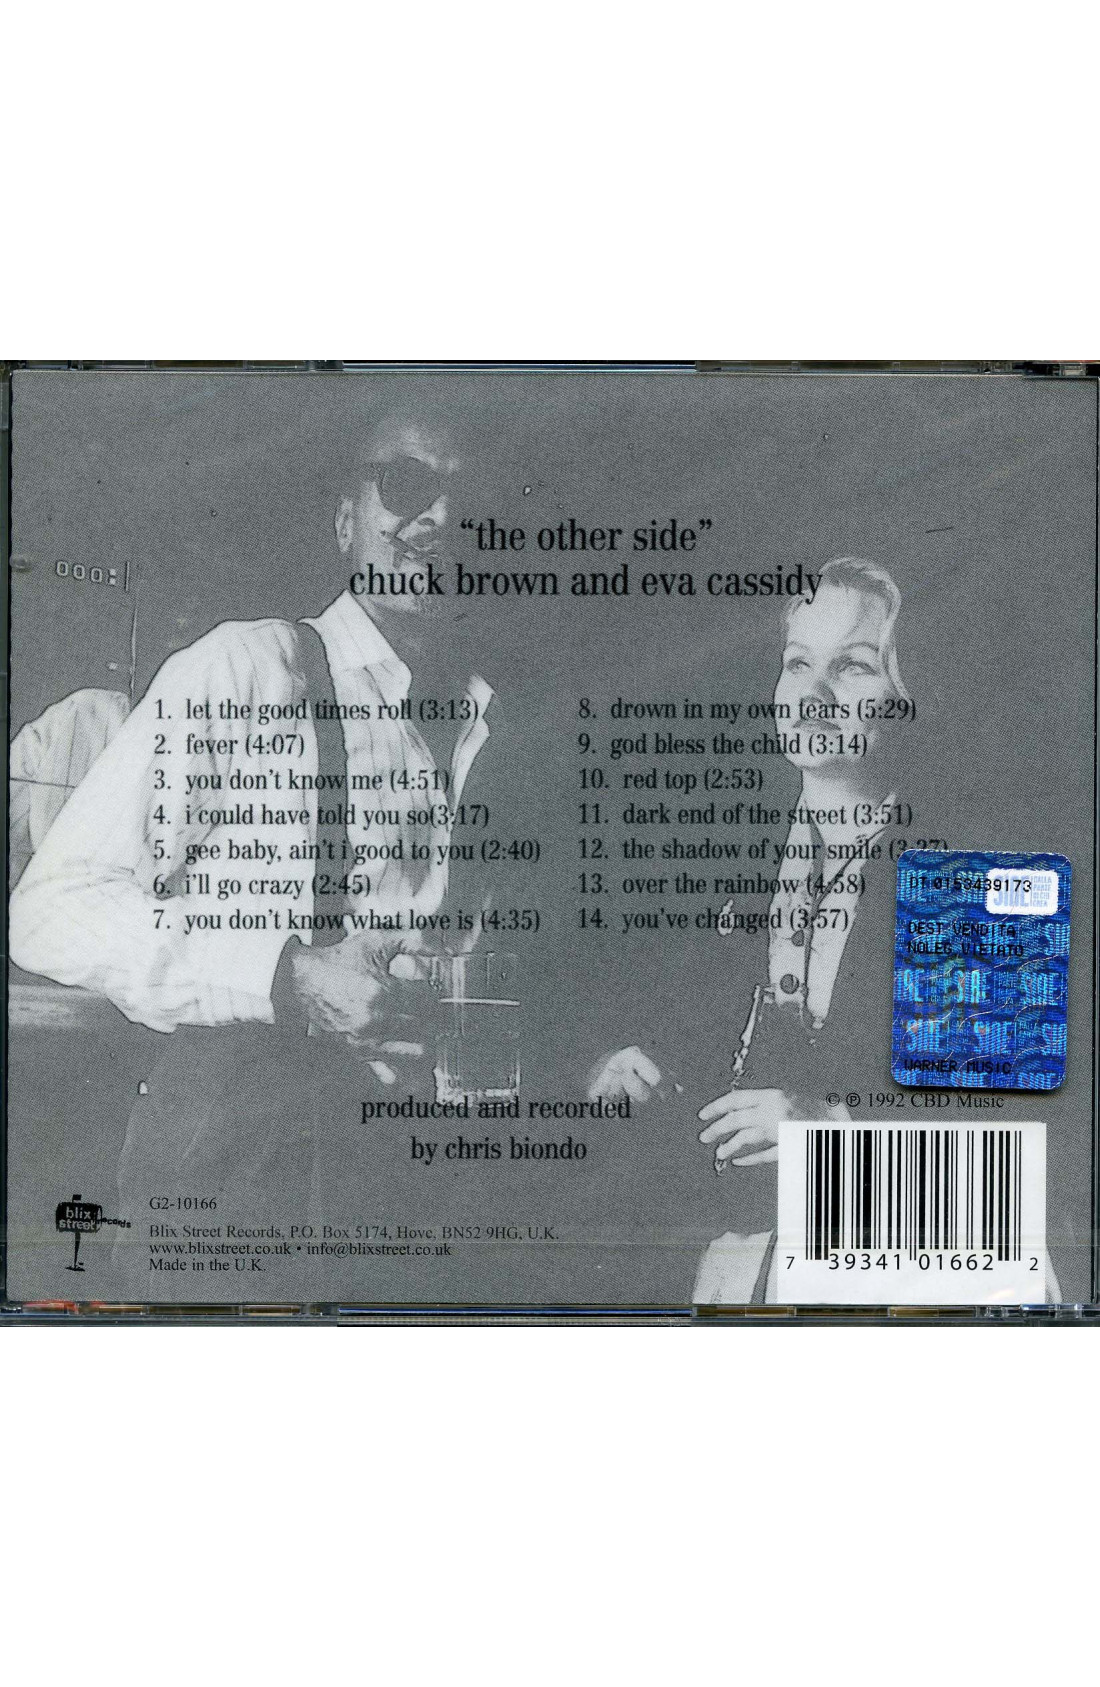 "the other side"
chuck brown and eva cassidy
000:
1. let the good times roll (3:13)
2. fever (4:07)
3. you don't know me (4:51)
4. i could have told you so(3:17)
5. gee baby, ain't i good to you (2:40)
6. i'll go crazy (2:45)
7. you don't know what love is (4:35)
8. drown in my own tears (5:29)
9. god bless the child (3:14)
10. red top (2:53)
11. dark end of the street (3:51)
12. the shadow of your smile
13. over the rainbow (4:58)
14. you've changed (3:57)
DT 0153439173
SIDE
DEST VENDITA
NOLEG VIETATO
SIDE
SIDE
WARNER MUSIC
produced and recorded
by chris biondo
© ℗ 1992 CBD Music
blix
street records
G2-10166
Blix Street Records, P.O. Box 5174, Hove, BN52 9HG, U.K.
www.blixstreet.co.uk • info@blixstreet.co.uk
Made in the U.K.
7 39341 01662 2